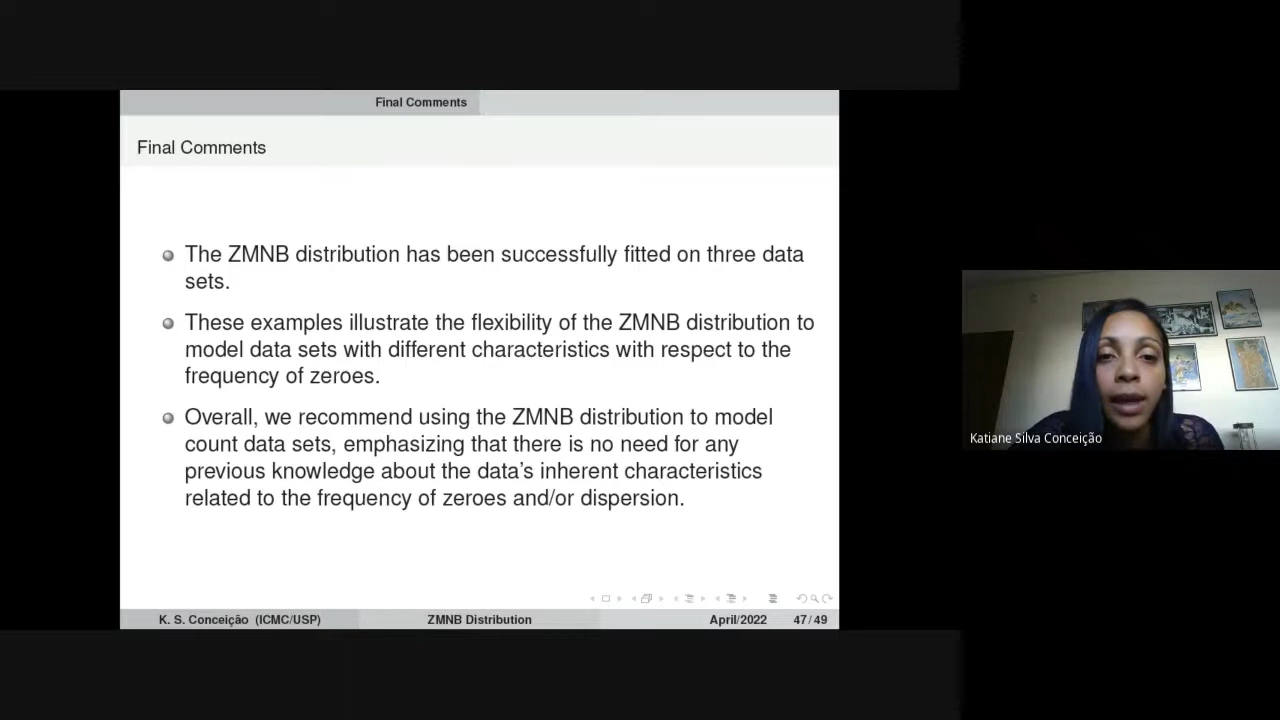 Final Comments
Final Comments
The ZMNB distribution has been successfully fitted on three data
sets.
These examples illustrate the flexibility of the ZMNB distribution to
model data sets with different characteristics with respect to the
frequency of zeroes.
Overall, we recommend using the ZMNB distribution to model
count data sets, emphasizing that there is no need for any
previous knowledge about the data's inherent characteristics
related to the frequency of zeroes and/or dispersion.
K. S. Conceição (ICMC/USP) ZMNB Distribution April/2022 47/49
Katiane Silva Conceição